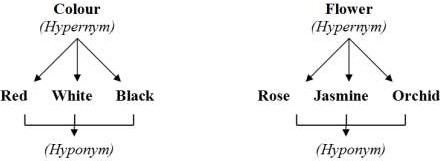 Colour
(Hypernym)
Red White Black
(Hyponym)
Flower
(Hypernym)
Rose Jasmine Orchid
(Hyponym)